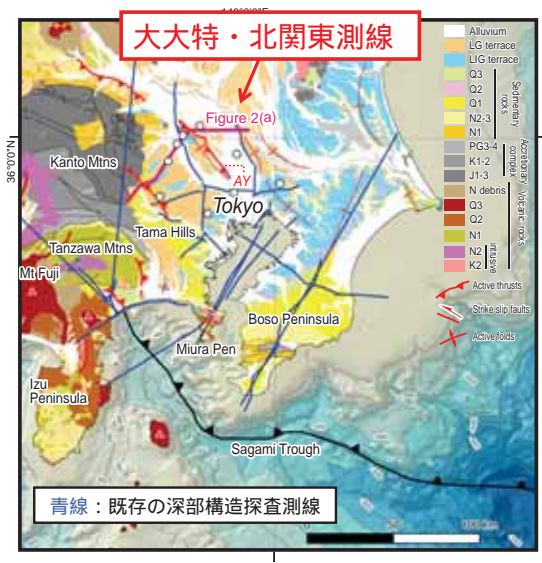 大大特・北関東測線
Figure 2(a)
36°0'0"N
Kanto Mtns
AY
Tokyo
Tama Hills
Tanzawa Mtns
Mt Fuji
Boso Peninsula
Miura Pen
Izu
Peninsula
Sagami Trough
青線：既存の深部構造探査測線
Alluvium
LG terrace
LIG terrace
Q3
Q2
Q1
N2-3
N1
PG3-4
K1-2
J1-3
N debris
Q3
Q2
N1
N2
K2
Sedimentary
rocks
Accretionary
complex
Volcanic rocks
intrusive
Active thrusts
Strike slip faults
Active folds